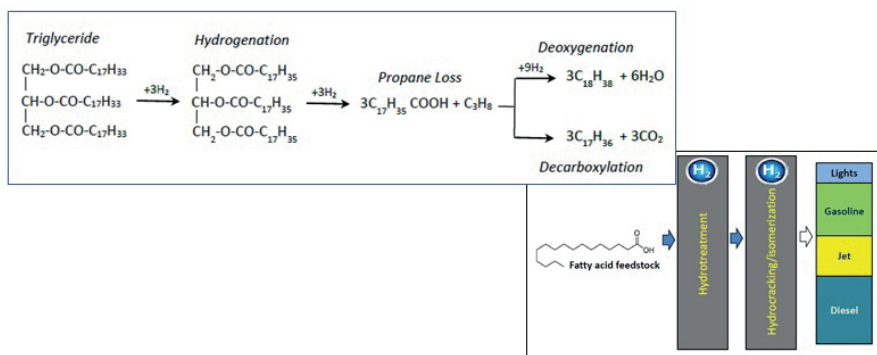 Triglyceride
Hydrogenation
Propane Loss
Deoxygenation
CH₂-O-CO-C₁₇H₃₃
CH-O-CO-C₁₇H₃₃
CH₂-O-CO-C₁₇H₃₃
+3H₂
CH₂-O-CO-C₁₇H₃₅
CH-O-CO-C₁₇H₃₅
CH₂-O-CO-C₁₇H₃₅
+3H₂
3C₁₇H₃₅ COOH + C₃H₈
+9H₂
3C₁₈H₃₈ + 6H₂O
3C₁₇H₃₆ + 3CO₂
Decarboxylation
O
OH
Fatty acid feedstock
H₂
Hydrotreatment
H₂
Hydrocracking/isomerization
Lights
Gasoline
Jet
Diesel